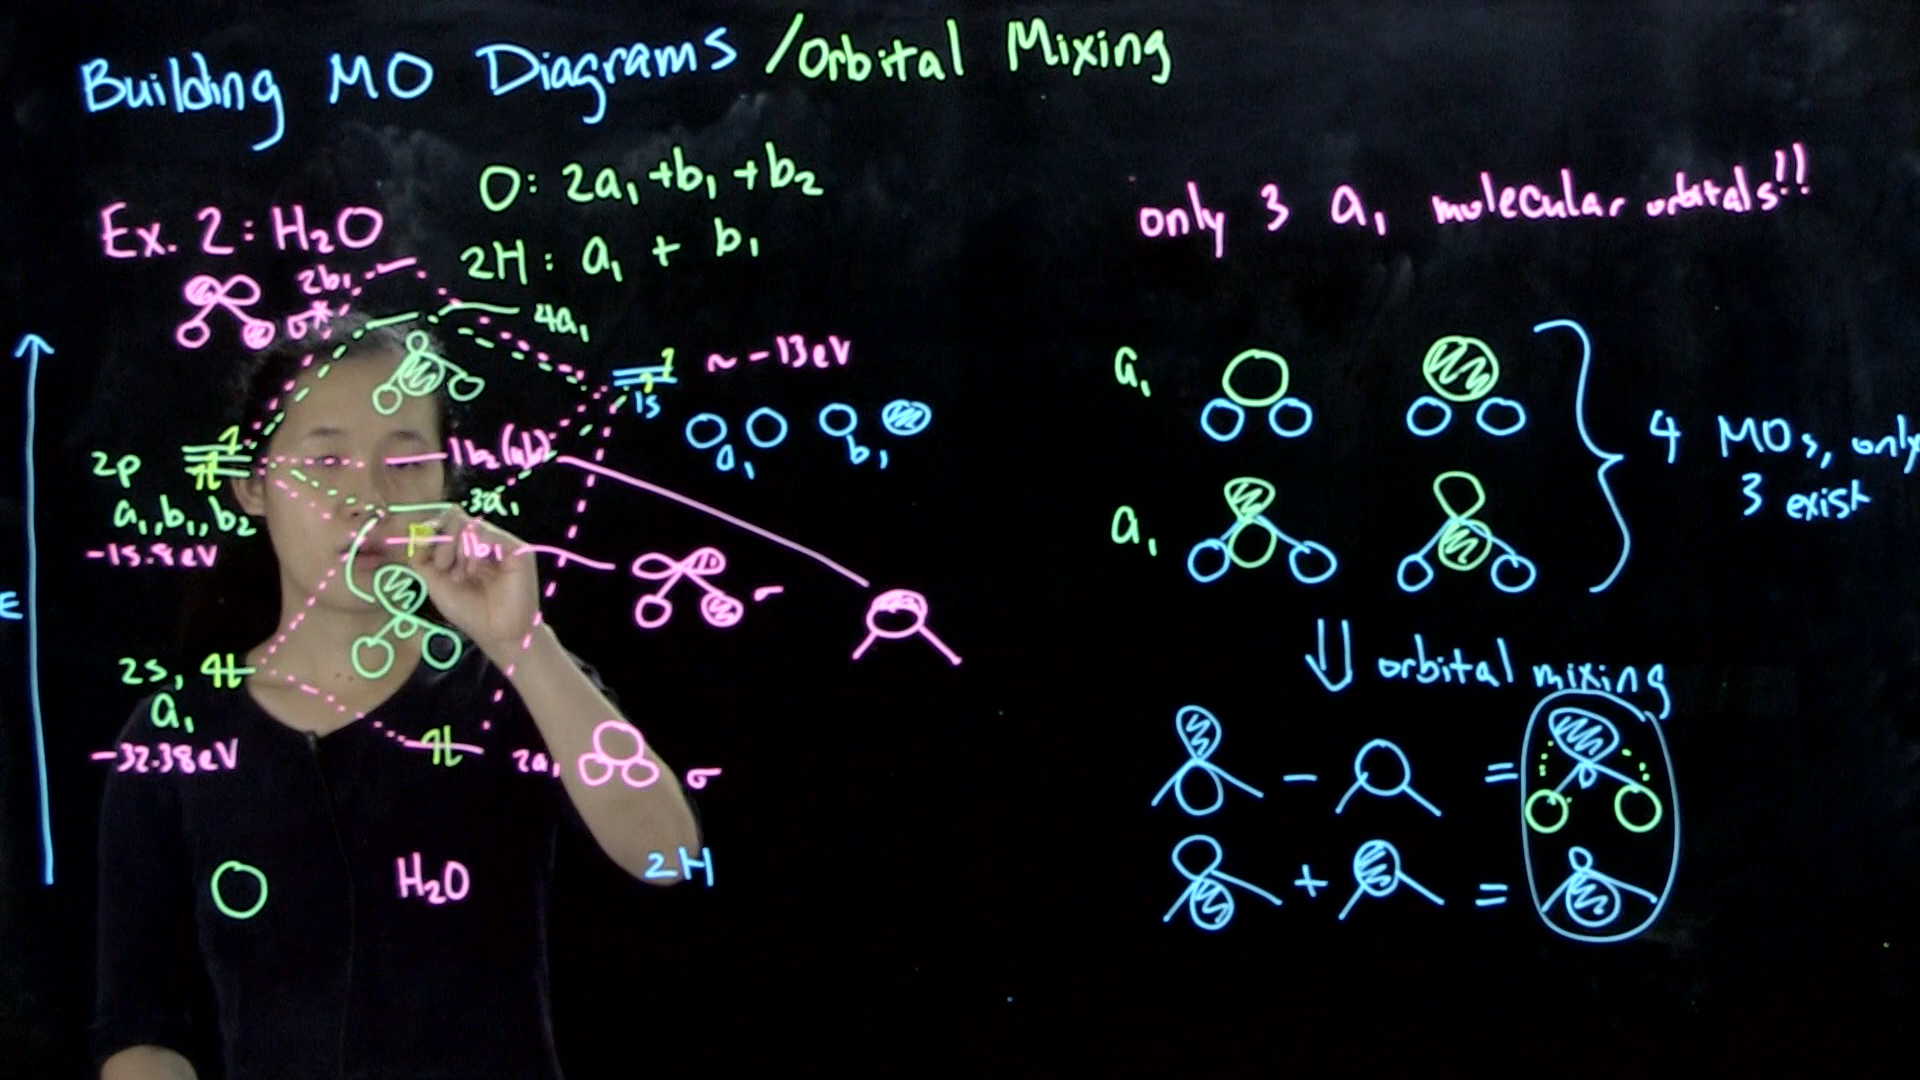 Building MO Diagrams / Orbital Mixing
Ex. 2: H₂O
O: 2a₁ + b₁ + b₂
2H: a₁ + b₁
only 3 a₁ molecular orbitals!!
2b₁
σ*
4a₁
~ -13eV
1s
a₁ b₁
2p
a₁, b₁, b₂
-15.8eV
1b₂(nb)
3a₁
1b₁
σ
E
2s,
a₁
-32.38eV
2a₁
σ
O
H₂O
2H
a₁
a₁
4 MOs, only
3 exist
⇓ orbital mixing
- =
+ =